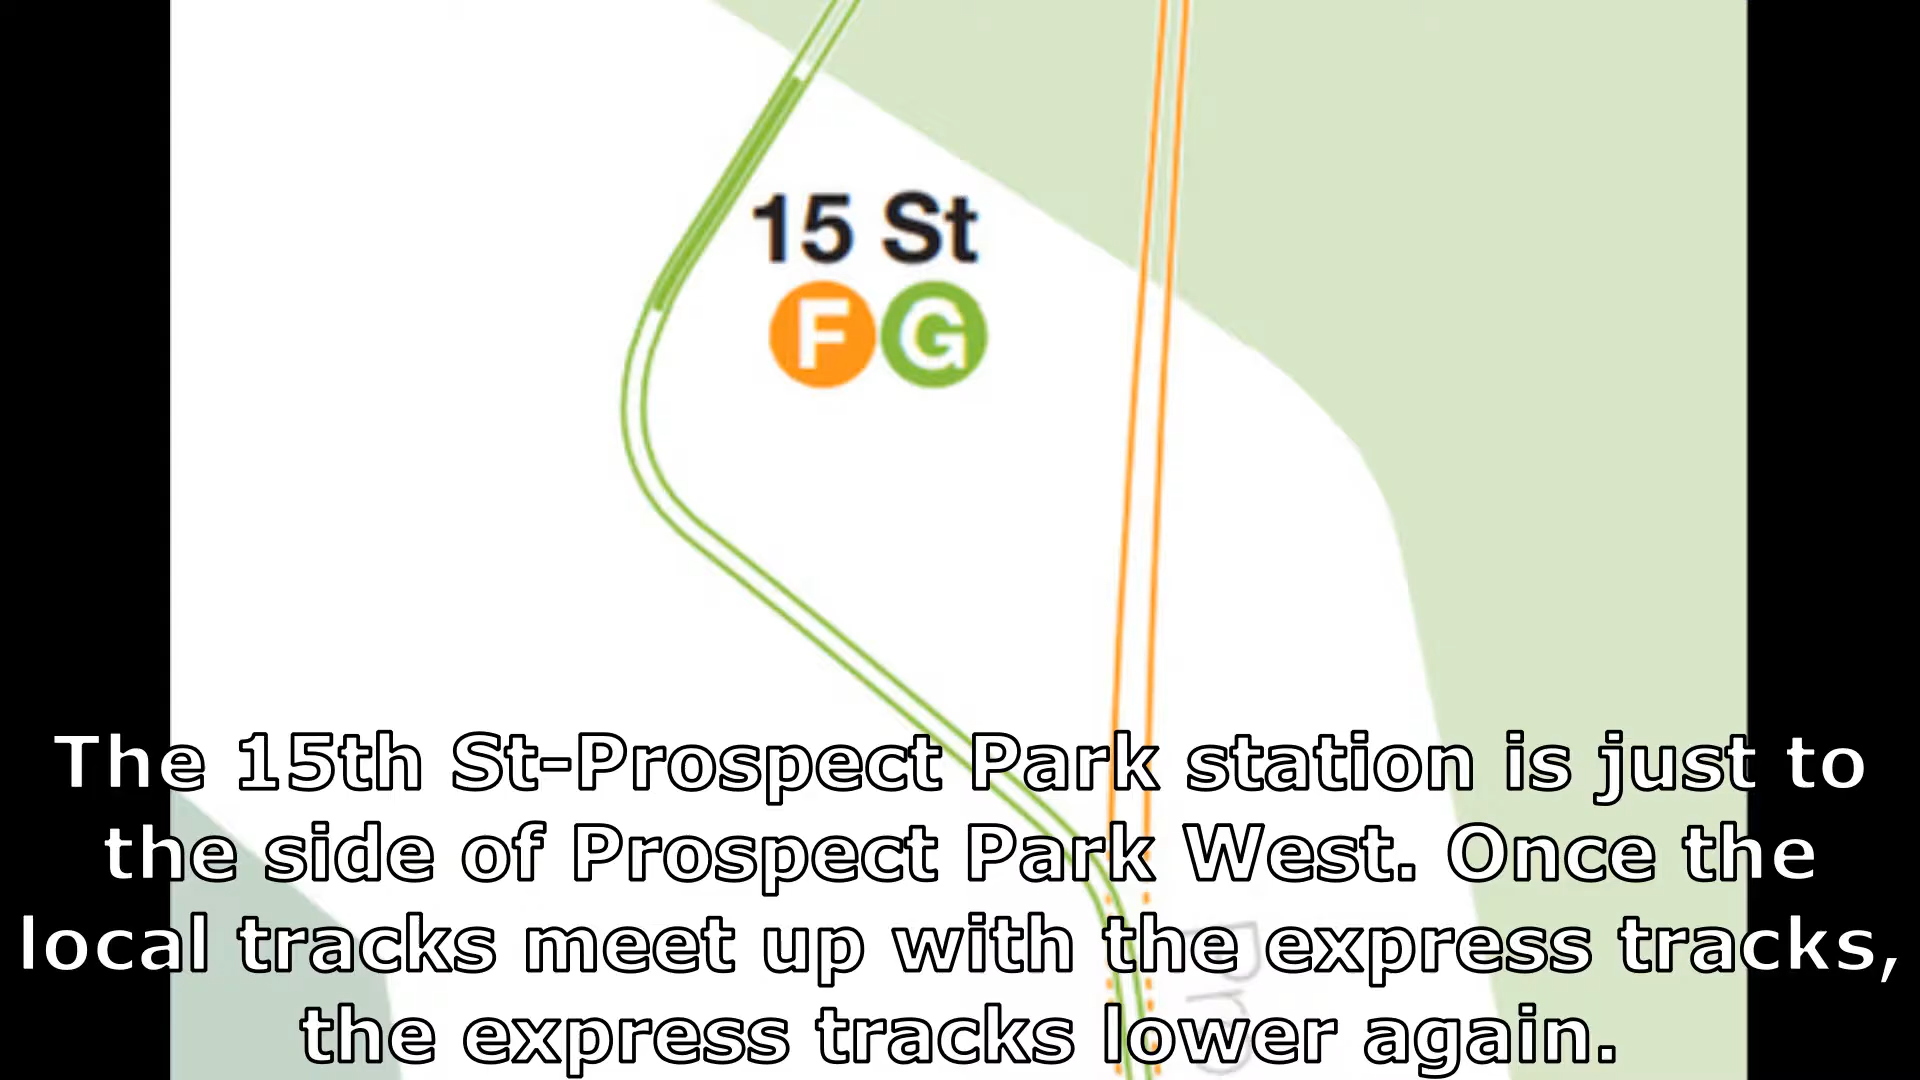 15 St
F G
The 15th St-Prospect Park station is just to
the side of Prospect Park West. Once the
local tracks meet up with the express tracks,
the express tracks lower again.